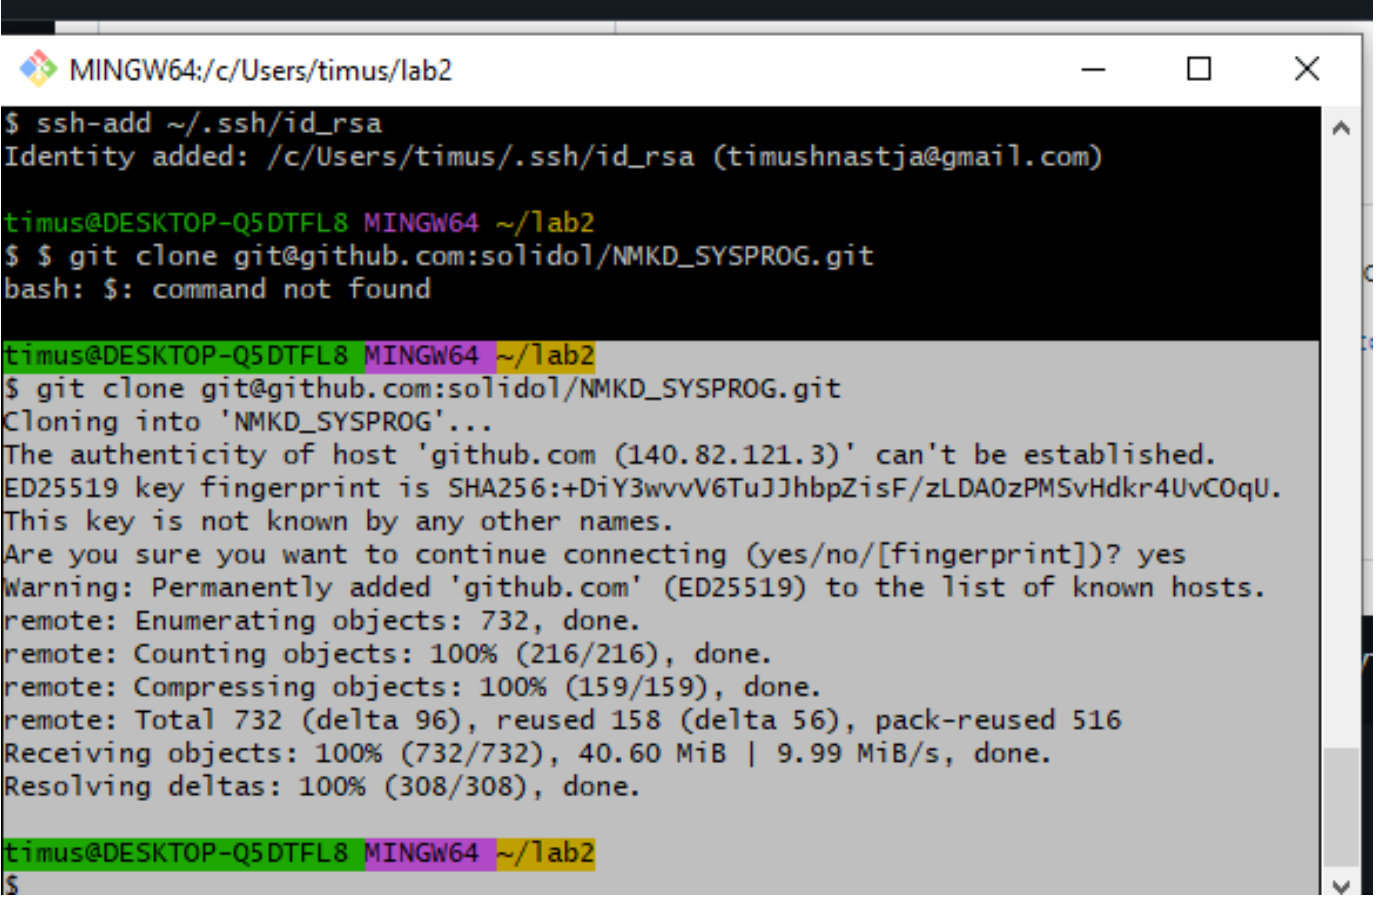 MINGW64:/c/Users/timus/lab2
$ ssh-add ~/.ssh/id_rsa
Identity added: /c/Users/timus/.ssh/id_rsa (timushnastja@gmail.com)
timus@DESKTOP-Q5DTFL8 MINGW64 ~/lab2
$ $ git clone git@github.com:solidol/NMKD_SYSPROG.git
bash: $: command not found
timus@DESKTOP-Q5DTFL8 MINGW64 ~/lab2
$ git clone git@github.com:solidol/NMKD_SYSPROG.git
Cloning into 'NMKD_SYSPROG'...
The authenticity of host 'github.com (140.82.121.3)' can't be established.
ED25519 key fingerprint is SHA256:+DiY3wvvV6TuJJhbpZisF/zLDA0zPMSvHdkr4UvCOqU.
This key is not known by any other names.
Are you sure you want to continue connecting (yes/no/[fingerprint])? yes
Warning: Permanently added 'github.com' (ED25519) to the list of known hosts.
remote: Enumerating objects: 732, done.
remote: Counting objects: 100% (216/216), done.
remote: Compressing objects: 100% (159/159), done.
remote: Total 732 (delta 96), reused 158 (delta 56), pack-reused 516
Receiving objects: 100% (732/732), 40.60 MiB | 9.99 MiB/s, done.
Resolving deltas: 100% (308/308), done.
timus@DESKTOP-Q5DTFL8 MINGW64 ~/lab2
$